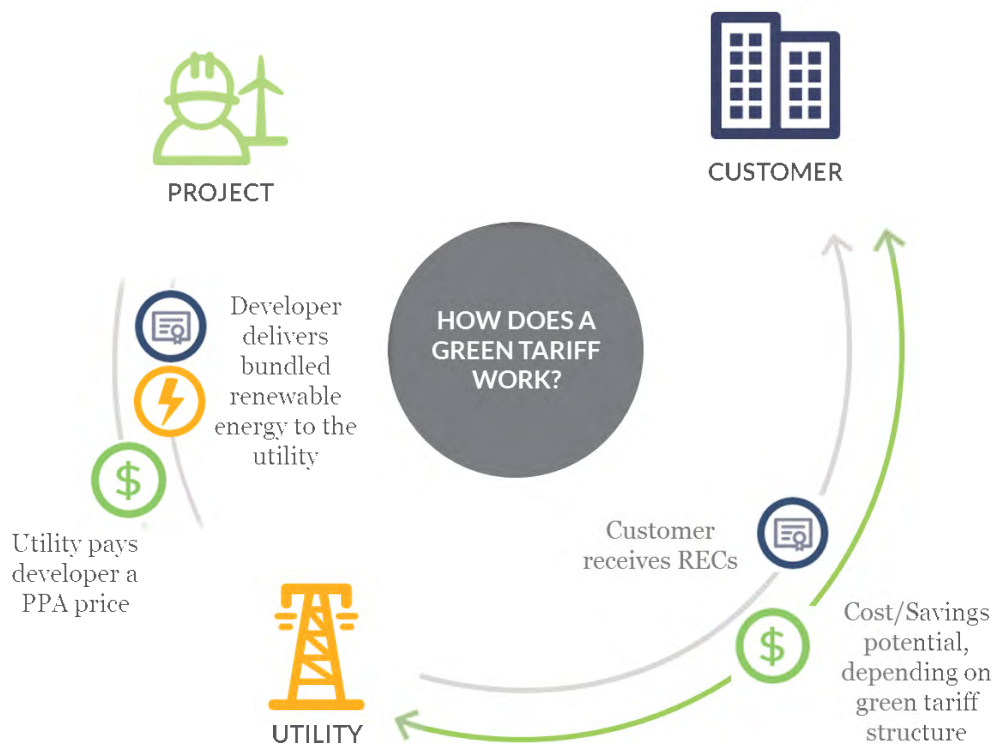 PROJECT
CUSTOMER
HOW DOES A
GREEN TARIFF
WORK?
Developer
delivers
bundled
renewable
energy to the
utility
$
Utility pays
developer a
PPA price
Customer
receives RECs
$
Cost/Savings
potential,
depending on
green tariff
structure
UTILITY